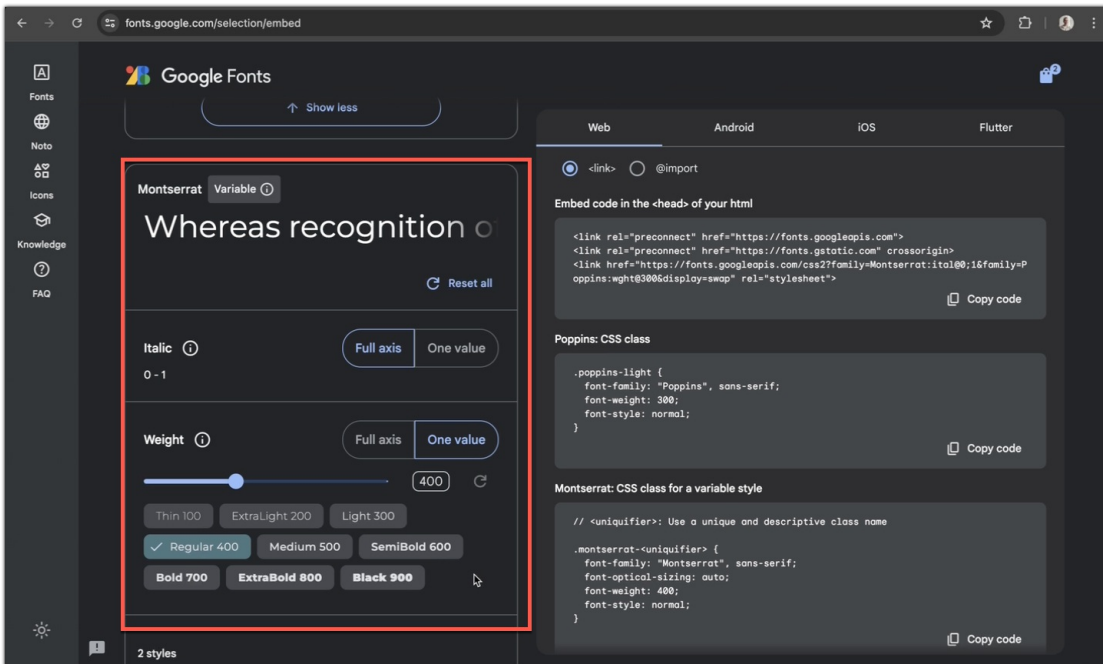 fonts.google.com/selection/embed
Google Fonts
2
Fonts
Noto
Icons
Knowledge
FAQ
Show less
Montserrat Variable
Whereas recognition o
Reset all
Italic
Full axis
One value
0 - 1
Weight
Full axis
One value
400
Thin 100
ExtraLight 200
Light 300
Regular 400
Medium 500
SemiBold 600
Bold 700
ExtraBold 800
Black 900
2 styles
Web
Android
iOS
Flutter
<link>
@import
Embed code in the <head> of your html
<link rel="preconnect" href="https://fonts.googleapis.com">
<link rel="preconnect" href="https://fonts.gstatic.com" crossorigin>
<link href="https://fonts.googleapis.com/css2?family=Montserrat:ital@0;1&family=P
oppins:wght@300&display=swap" rel="stylesheet">
Copy code
Poppins: CSS class
.poppins-light {
font-family: "Poppins", sans-serif;
font-weight: 300;
font-style: normal;
}
Copy code
Montserrat: CSS class for a variable style
// <uniquifier>: Use a unique and descriptive class name
.montserrat-<uniquifier> {
font-family: "Montserrat", sans-serif;
font-optical-sizing: auto;
font-weight: 400;
font-style: normal;
}
Copy code